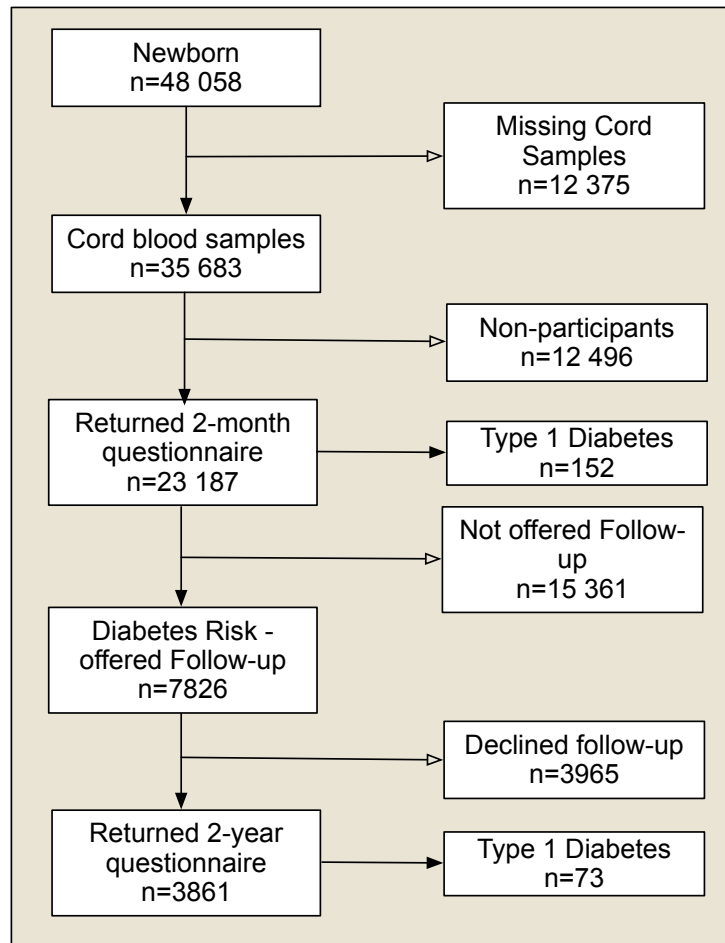 Newborn
n=48 058
Missing Cord
Samples
n=12 375
Cord blood samples
n=35 683
Non-participants
n=12 496
Returned 2-month
questionnaire
n=23 187
Type 1 Diabetes
n=152
Not offered Follow-
up
n=15 361
Diabetes Risk -
offered Follow-up
n=7826
Declined follow-up
n=3965
Returned 2-year
questionnaire
n=3861
Type 1 Diabetes
n=73